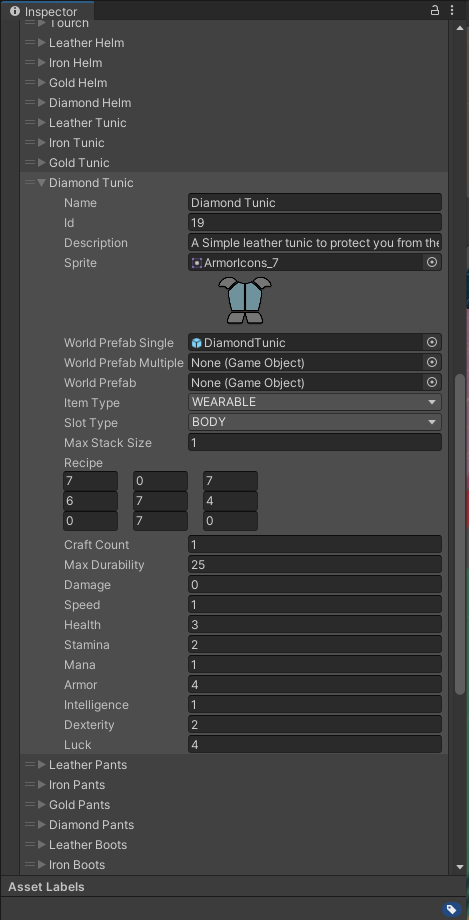 Inspector
Tourch
Leather Helm
Iron Helm
Gold Helm
Diamond Helm
Leather Tunic
Iron Tunic
Gold Tunic
Diamond Tunic
Name Diamond Tunic
Id 19
Description A Simple leather tunic to protect you from the
Sprite ArmorIcons_7
World Prefab Single DiamondTunic
World Prefab Multiple None (Game Object)
World Prefab None (Game Object)
Item Type WEARABLE
Slot Type BODY
Max Stack Size 1
Recipe
7 0 7
6 7 4
0 7 0
Craft Count 1
Max Durability 25
Damage 0
Speed 1
Health 3
Stamina 2
Mana 1
Armor 4
Intelligence 1
Dexterity 2
Luck 4
Leather Pants
Iron Pants
Gold Pants
Diamond Pants
Leather Boots
Iron Boots
Asset Labels